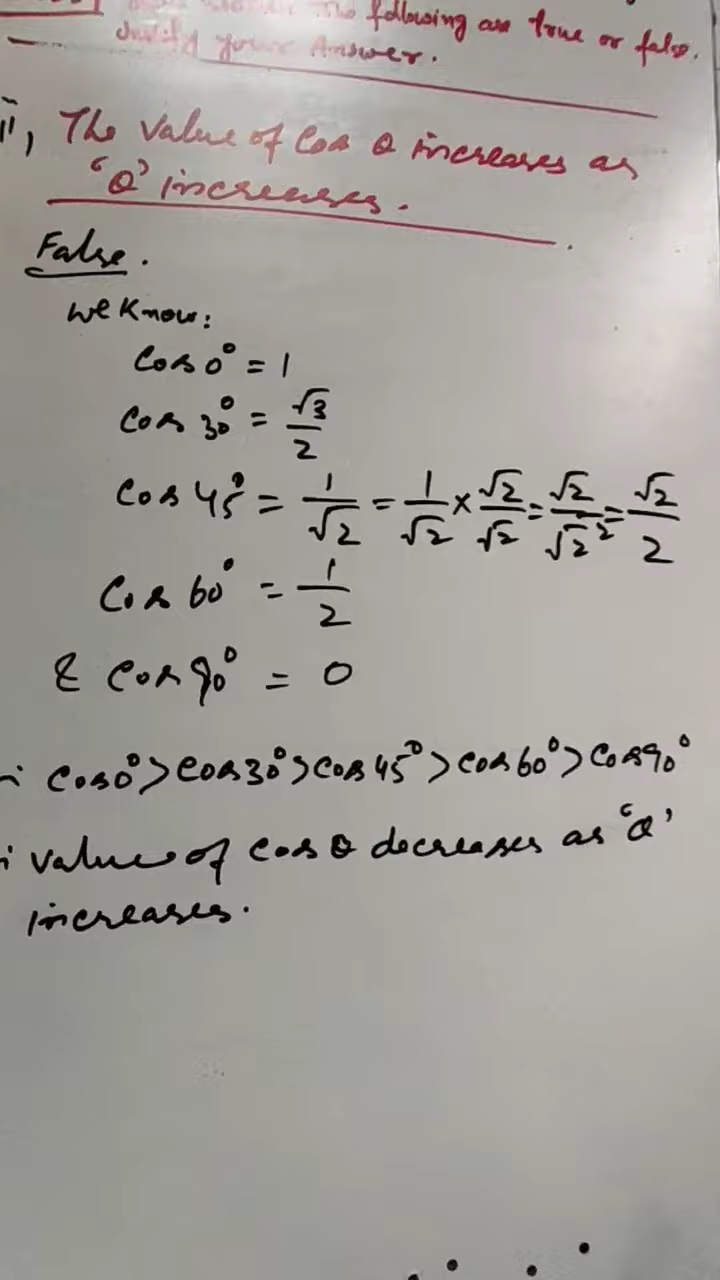 The following are true or false.
Justify your Answer.
ii, The value of Cos θ increases as
'θ' increases.
False.
We Know:
Cos 0° = 1
Cos 30° = √3/2
Cos 45° = 1/√2 = 1/√2 × √2/√2 = √2/√2² = √2/2
Cos 60° = 1/2
& Cos 90° = 0
Cos 0° > Cos 30° > Cos 45° > Cos 60° > Cos 90°
value of cos θ decreases as 'θ'
increases.